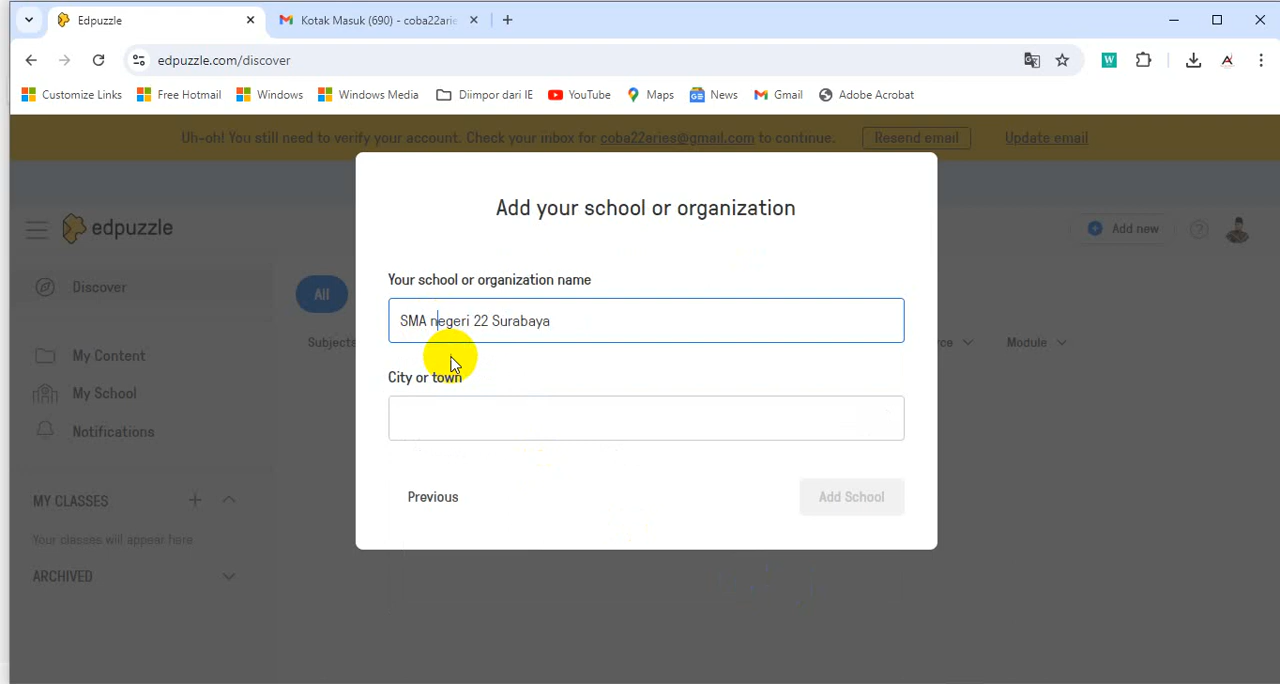 Edpuzzle
Kotak Masuk (690) - coba22arie
edpuzzle.com/discover
Customize Links
Free Hotmail
Windows
Windows Media
Diimpor dari IE
YouTube
Maps
News
Gmail
Adobe Acrobat
Uh-oh! You still need to verify your account. Check your inbox for coba22aries@gmail.com to continue.
Resend email
Update email
Add your school or organization
edpuzzle
Add new
Your school or organization name
Discover
All
SMA negeri 22 Surabaya
Subjects
Module
My Content
City or town
My School
Notifications
MY CLASSES
Previous
Add School
Your classes will appear here
ARCHIVED